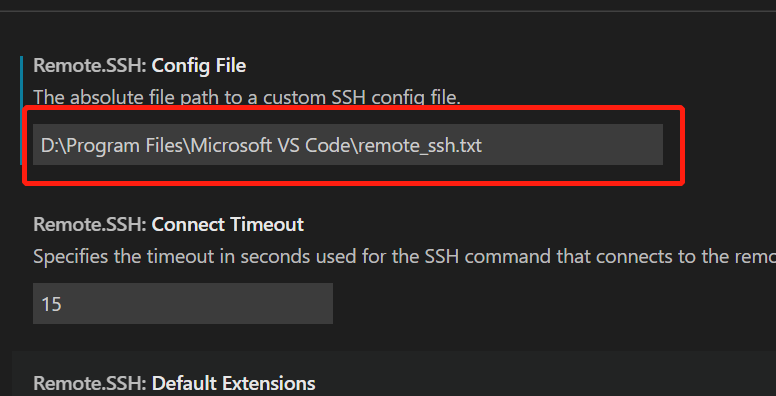 Remote.SSH: Config File
The absolute file path to a custom SSH config file.
D:\Program Files\Microsoft VS Code\remote_ssh.txt
Remote.SSH: Connect Timeout
Specifies the timeout in seconds used for the SSH command that connects to the remo
15
Remote.SSH: Default Extensions